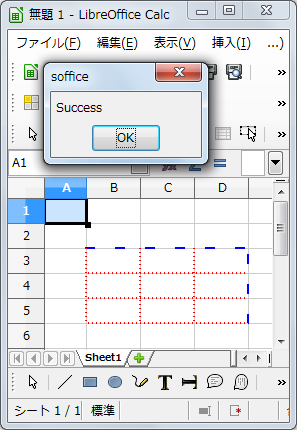 無題 1 - LibreOffice Calc
ファイル(F) 編集(E) 表示(V) 挿入(I) ...)
soffice
Success
OK
A1
A B C D
1
2
3
4
5
6
Sheet1
T
シート 1 / 1 標準